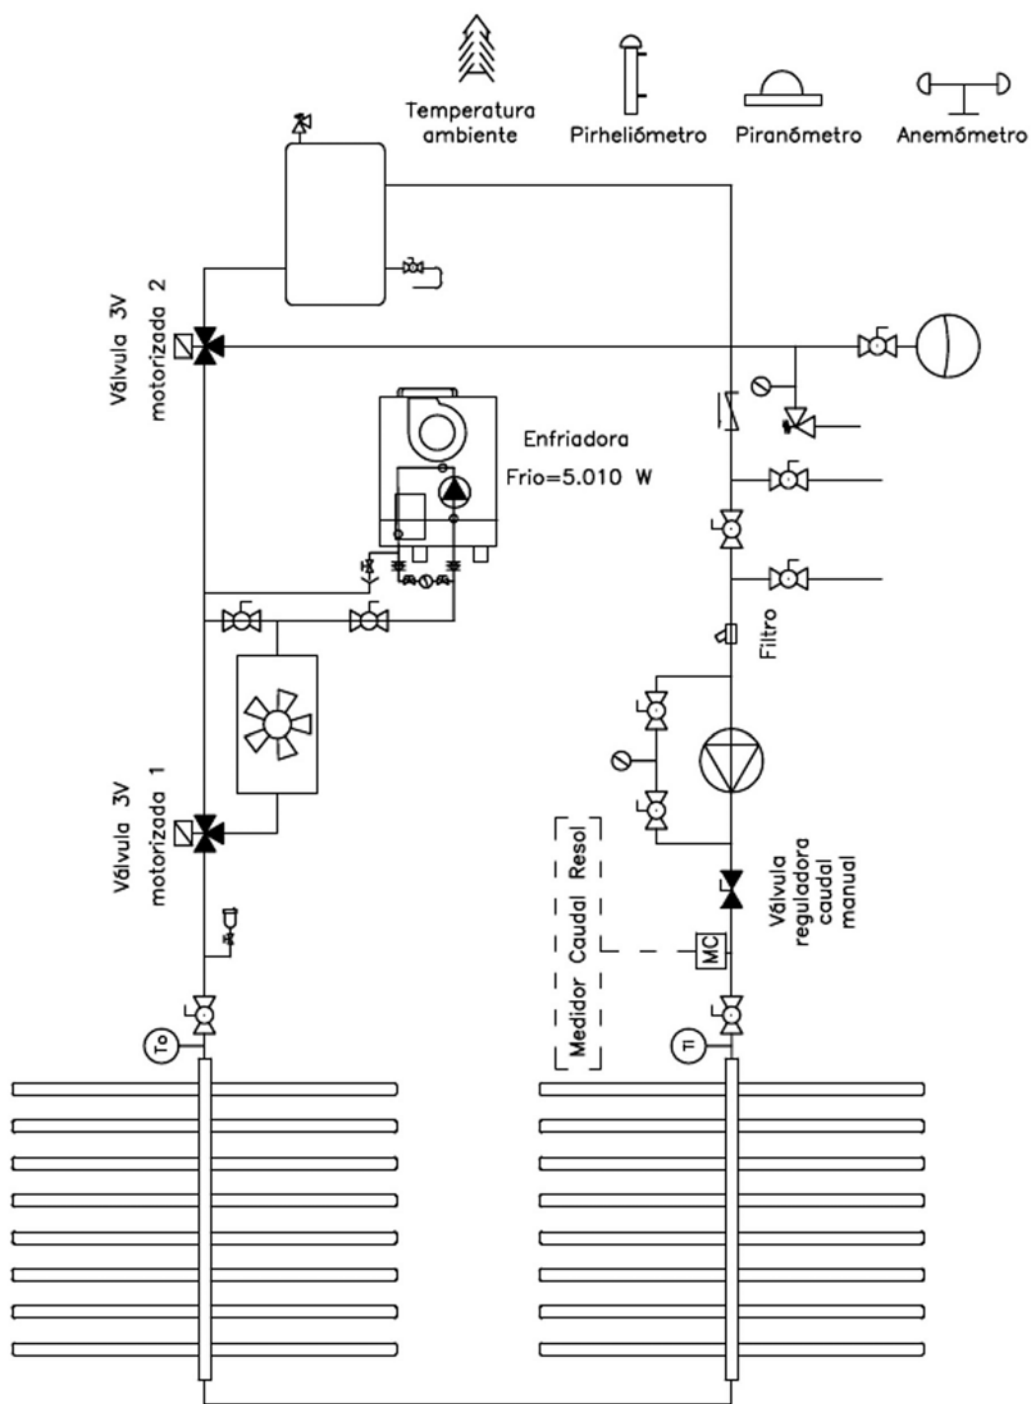 Temperatura
ambiente
Pirheliómetro
Piranómetro
Anemómetro
Válvula 3V
motorizada 2
Enfriadora
Frio=5.010 W
Filtro
Válvula 3V
motorizada 1
Medidor Caudal Resol
MC
Válvula
reguladora
caudal
manual
To
Ti